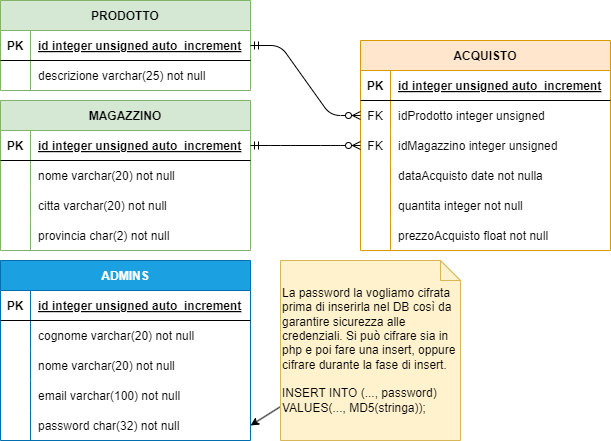 PRODOTTO
PK id integer unsigned auto_increment
descrizione varchar(25) not null
MAGAZZINO
PK id integer unsigned auto_increment
nome varchar(20) not null
citta varchar(20) not null
provincia char(2) not null
ACQUISTO
PK id integer unsigned auto_increment
FK idProdotto integer unsigned
FK idMagazzino integer unsigned
dataAcquisto date not nulla
quantita integer not null
prezzoAcquisto float not null
ADMINS
PK id integer unsigned auto_increment
cognome varchar(20) not null
nome varchar(20) not null
email varchar(100) not null
password char(32) not null
La password la vogliamo cifrata
prima di inserirla nel DB così da
garantire sicurezza alle
credenziali. Si può cifrare sia in
php e poi fare una insert, oppure
cifrare durante la fase di insert.
INSERT INTO (..., password)
VALUES(..., MD5(stringa));